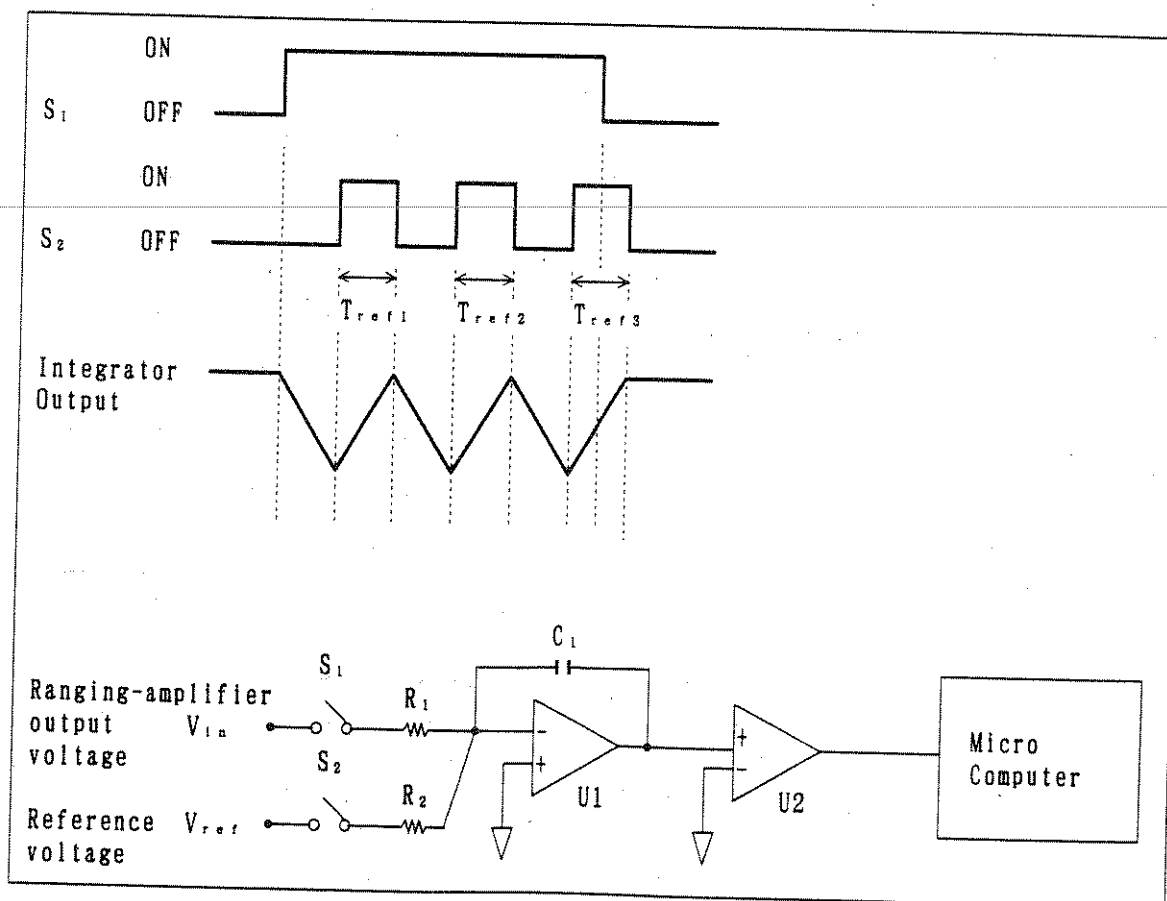 ON
S₁ OFF
ON
S₂ OFF
Tref1 Tref2 Tref3
Integrator
Output
C₁
S₁
Ranging-amplifier
output Vin
voltage
R₁
S₂
R₂
Reference Vref
voltage
−
+
U1
+
−
U2
Micro
Computer